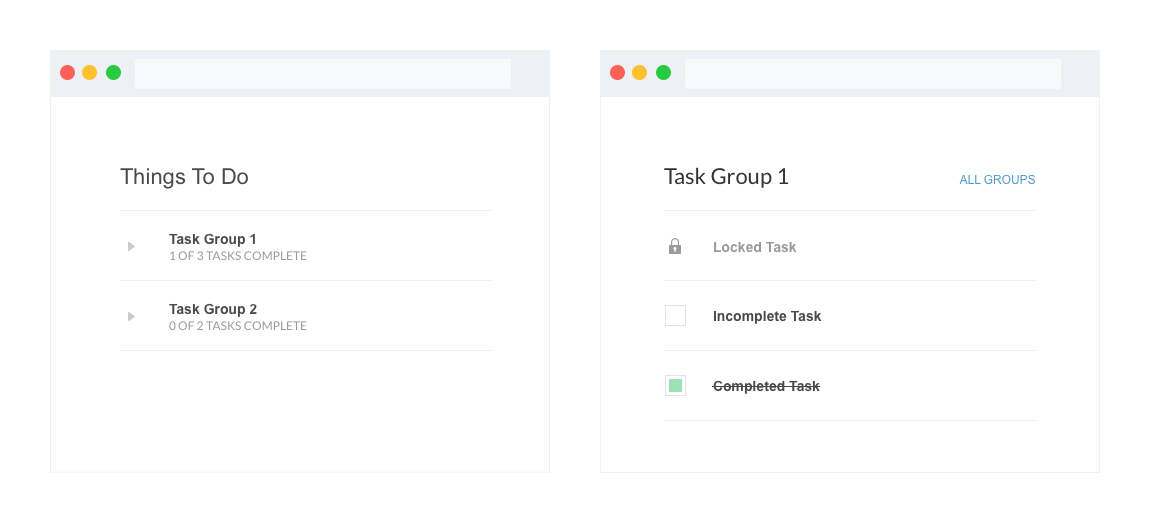 Things To Do
Task Group 1
1 OF 3 TASKS COMPLETE
Task Group 2
0 OF 2 TASKS COMPLETE
Task Group 1
ALL GROUPS
Locked Task
Incomplete Task
Completed Task